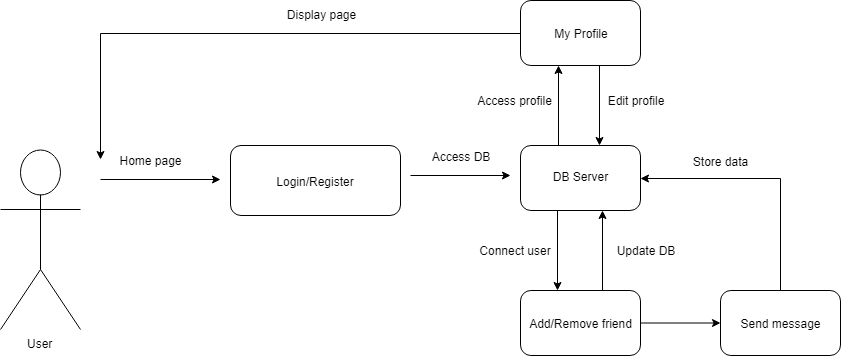 Display page
My Profile
Access profile
Edit profile
Home page
Login/Register
Access DB
DB Server
Store data
Connect user
Update DB
Add/Remove friend
Send message
User